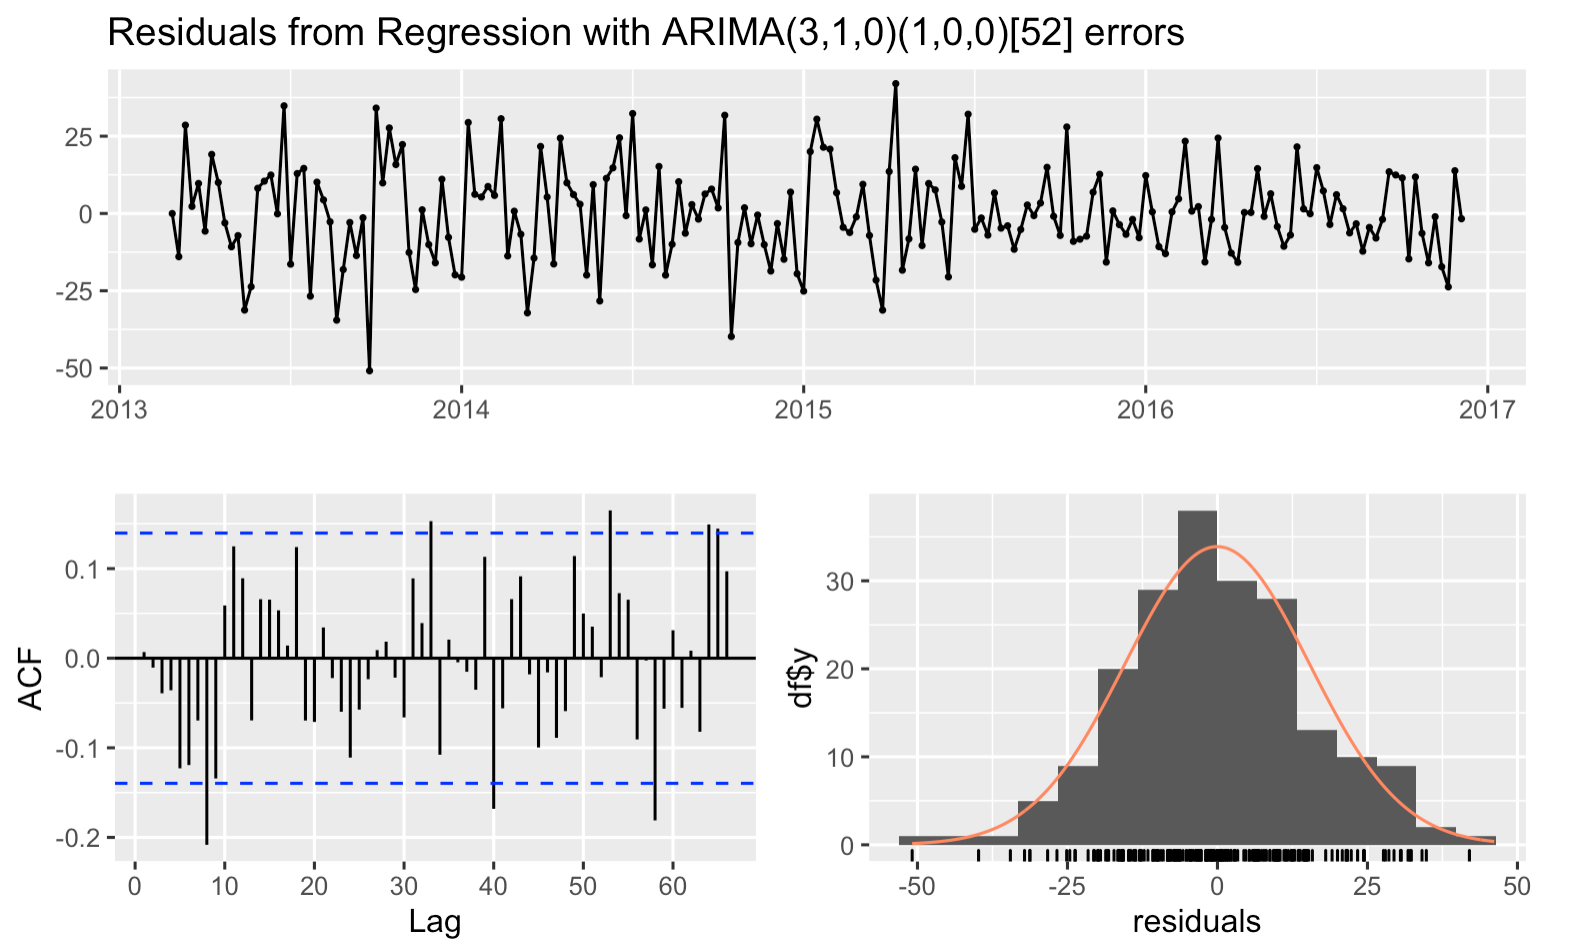 Residuals from Regression with ARIMA(3,1,0)(1,0,0)[52] errors
25
0
-25
-50
2013 2014 2015 2016 2017
ACF
0.1
0.0
-0.1
-0.2
0 10 20 30 40 50 60
Lag
df$y
30
20
10
0
-50 -25 0 25 50
residuals